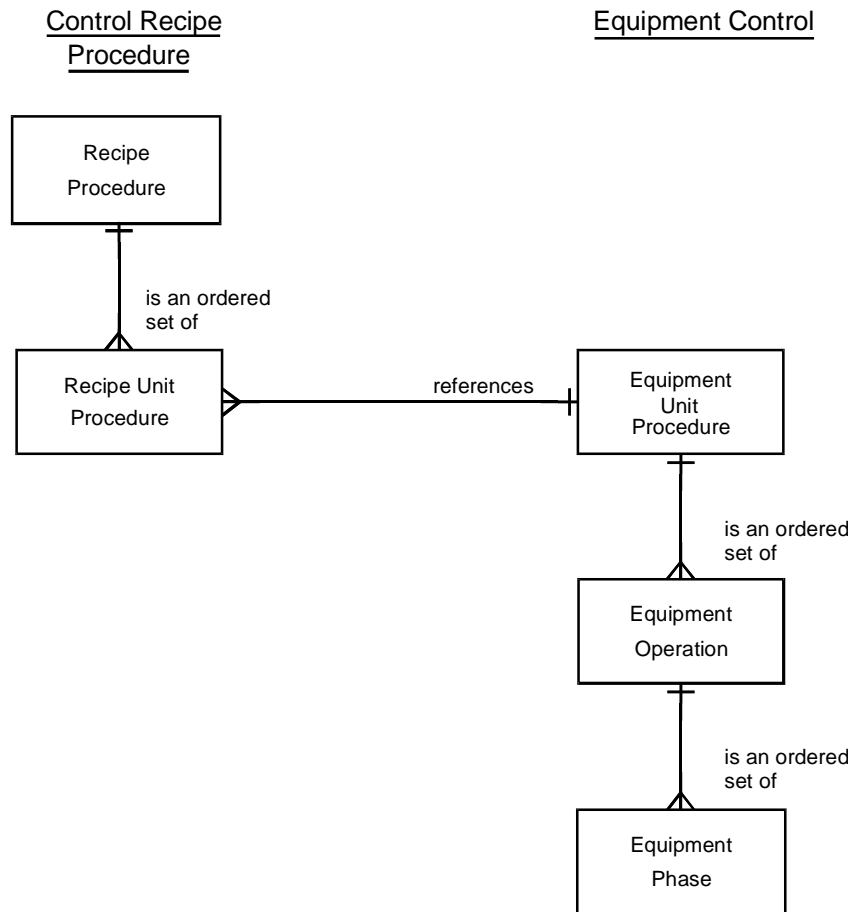 Control Recipe
Procedure
Equipment Control
Recipe
Procedure
is an ordered
set of
Recipe Unit
Procedure
references
Equipment
Unit
Procedure
is an ordered
set of
Equipment
Operation
is an ordered
set of
Equipment
Phase